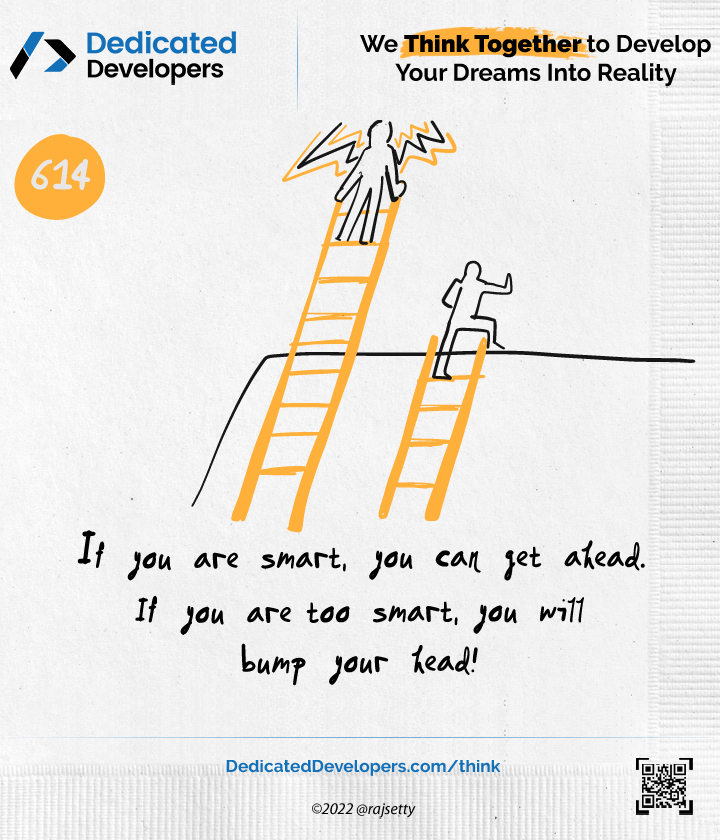 Dedicated
Developers
We Think Together to Develop
Your Dreams Into Reality
614
If you are smart, you can get ahead.
If you are too smart, you will
bump your head!
DedicatedDevelopers.com/think
©2022 @rajsetty